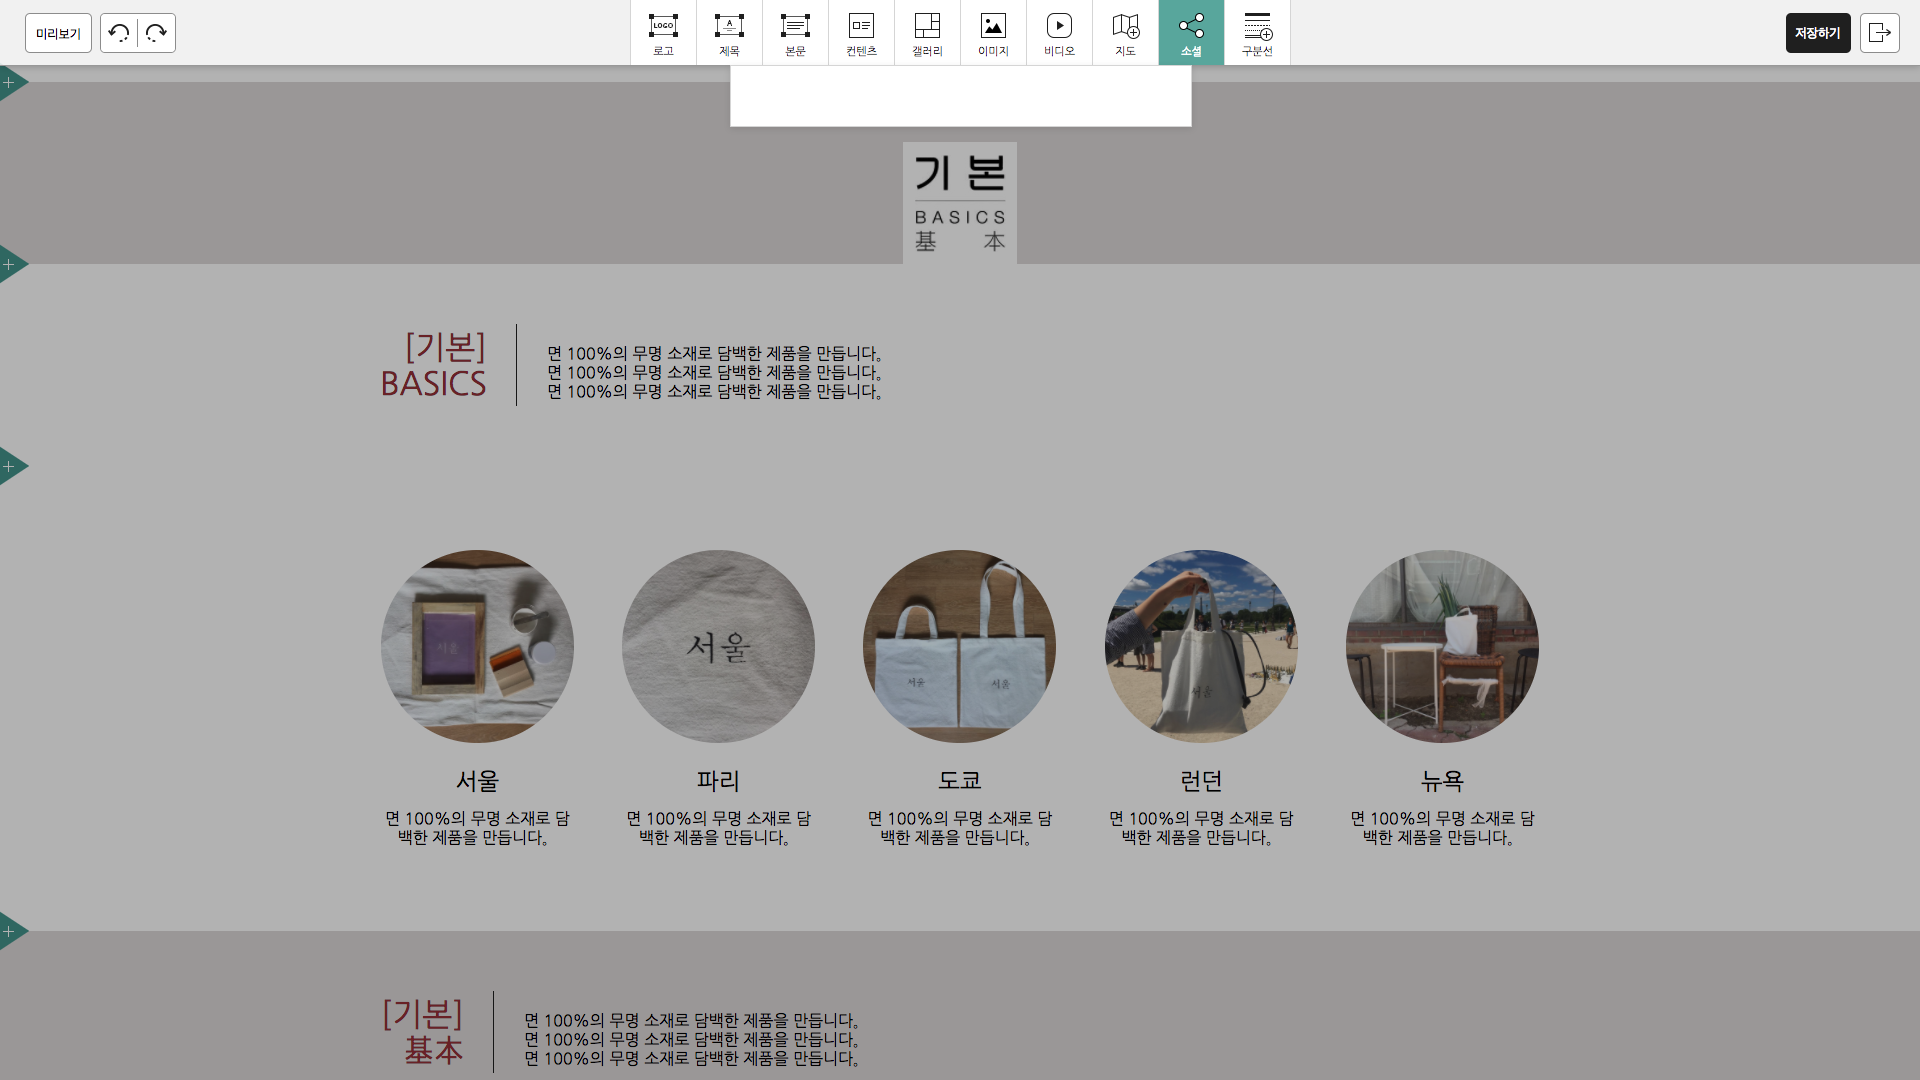 미리보기
LOGO
로고
A
제목
본문
컨텐츠
갤러리
이미지
비디오
지도
소셜
구분선
저장하기
기 본
BASICS
基 本
[기본]
BASICS
면 100%의 무명 소재로 담백한 제품을 만듭니다.
면 100%의 무명 소재로 담백한 제품을 만듭니다.
면 100%의 무명 소재로 담백한 제품을 만듭니다.
서울
서울
서울
서울
서울
서울
면 100%의 무명 소재로 담
백한 제품을 만듭니다.
파리
면 100%의 무명 소재로 담
백한 제품을 만듭니다.
도쿄
면 100%의 무명 소재로 담
백한 제품을 만듭니다.
런던
면 100%의 무명 소재로 담
백한 제품을 만듭니다.
뉴욕
면 100%의 무명 소재로 담
백한 제품을 만듭니다.
[기본]
基本
면 100%의 무명 소재로 담백한 제품을 만듭니다.
면 100%의 무명 소재로 담백한 제품을 만듭니다.
면 100%의 무명 소재로 담백한 제품을 만듭니다.